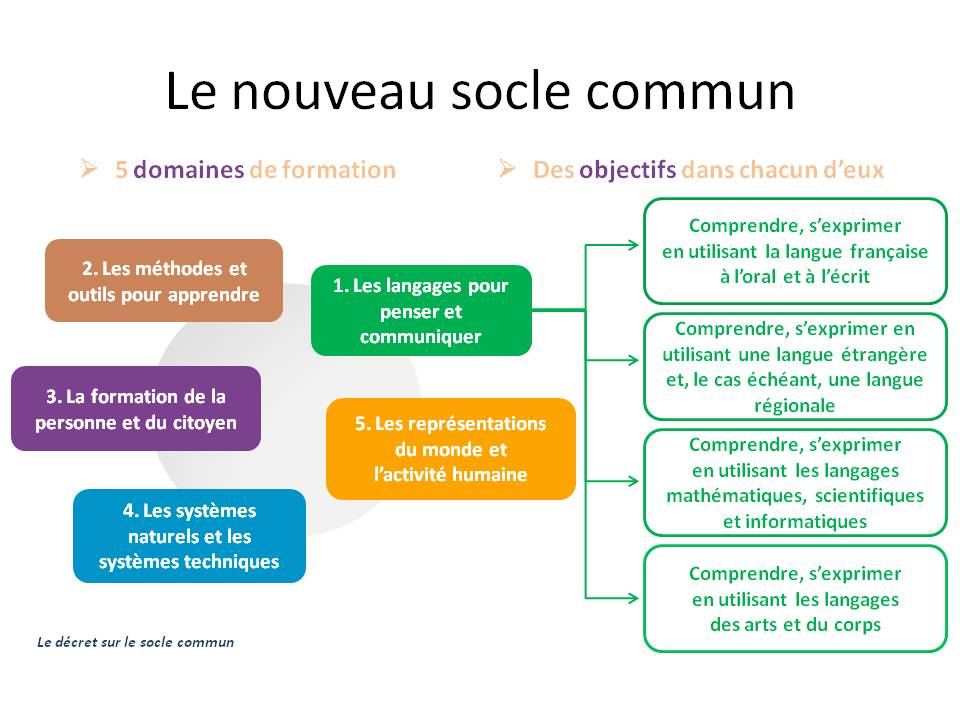 Le nouveau socle commun
➢ 5 domaines de formation
➢ Des objectifs dans chacun d’eux
2. Les méthodes et
outils pour apprendre
3. La formation de la
personne et du citoyen
4. Les systèmes
naturels et les
systèmes techniques
1. Les langages pour
penser et
communiquer
5. Les représentations
du monde et
l’activité humaine
Comprendre, s’exprimer
en utilisant la langue française
à l’oral et à l’écrit
Comprendre, s’exprimer en
utilisant une langue étrangère
et, le cas échéant, une langue
régionale
Comprendre, s’exprimer
en utilisant les langages
mathématiques, scientifiques
et informatiques
Comprendre, s’exprimer
en utilisant les langages
des arts et du corps
Le décret sur le socle commun